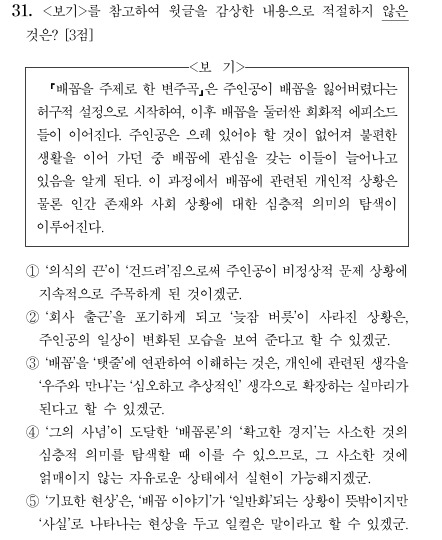 31. <보기>를 참고하여 윗글을 감상한 내용으로 적절하지 않은
것은? [3점]
<보 기>
『배꼽을 주제로 한 변주곡』은 주인공이 배꼽을 잃어버렸다는
허구적 설정으로 시작하여, 이후 배꼽을 둘러싼 희화적 에피소드
들이 이어진다. 주인공은 으레 있어야 할 것이 없어져 불편한
생활을 이어 가던 중 배꼽에 관심을 갖는 이들이 늘어나고
있음을 알게 된다. 이 과정에서 배꼽에 관련된 개인적 상황은
물론 인간 존재와 사회 상황에 대한 심층적 의미의 탐색이
이루어진다.
① ‘의식의 끈’이 ‘건드려’짐으로써 주인공이 비정상적 문제 상황에
지속적으로 주목하게 된 것이겠군.
② ‘회사 출근’을 포기하게 되고 ‘늦잠 버릇’이 사라진 상황은,
주인공의 일상이 변화된 모습을 보여 준다고 할 수 있겠군.
③ ‘배꼽’을 ‘탯줄’에 연관하여 이해하는 것은, 개인에 관련된 생각을
‘우주와 만나’는 ‘심오하고 추상적인’ 생각으로 확장하는 실마리가
된다고 할 수 있겠군.
④ ‘그의 사념’이 도달한 ‘배꼽론’의 ‘확고한 경지’는 사소한 것의
심층적 의미를 탐색할 때 이를 수 있으므로, 그 사소한 것에
얽매이지 않는 자유로운 상태에서 실현이 가능해지겠군.
⑤ ‘기묘한 현상’은, ‘배꼽 이야기’가 ‘일반화’되는 상황이 뜻밖이지만
‘사실’로 나타나는 현상을 두고 일컬은 말이라고 할 수 있겠군.